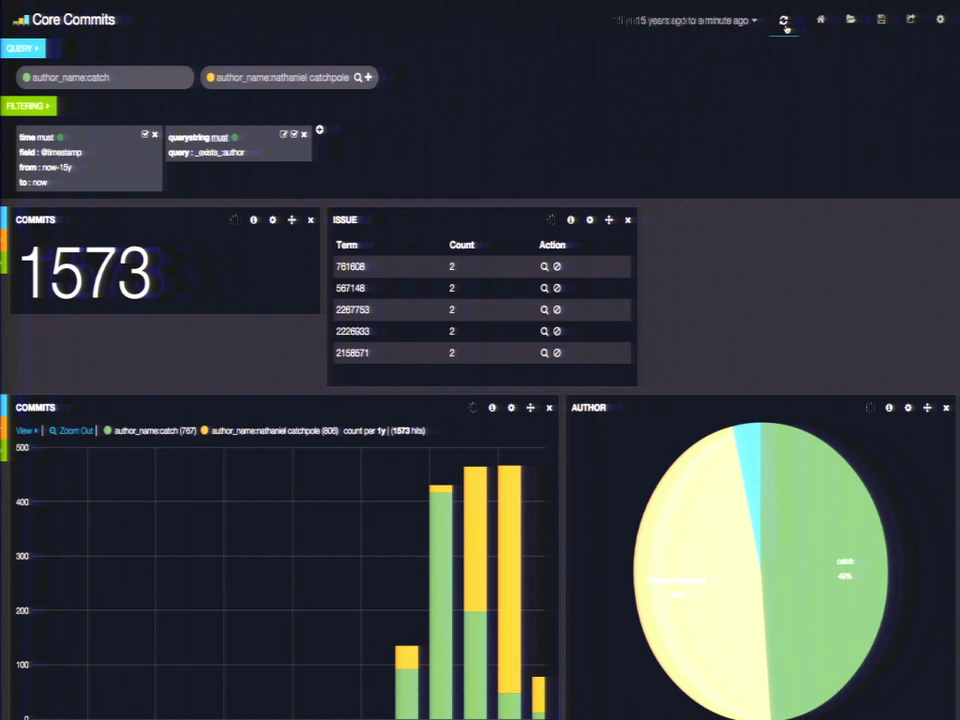 Core Commits
15 years ago to a minute ago
QUERY
author_name:catch
author_name:nathaniel catchpole
FILTERING
time must
field : @timestamp
from : now-15y
to : now
querystring must
query : _exists_:author
COMMITS
1573
ISSUE
Term Count Action
761608 2
567148 2
2267753 2
2226933 2
2158571 2
COMMITS
View | Zoom Out | author_name:catch (767) author_name:nathaniel catchpole (806) count per 1y | (1573 hits)
500
400
300
200
100
0
AUTHOR
catch
49%